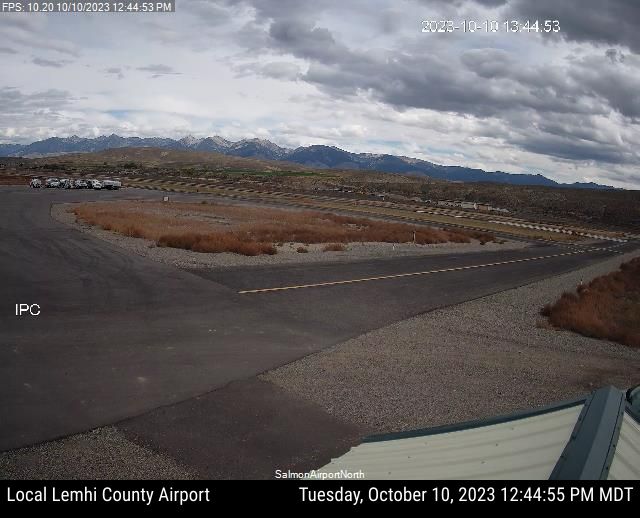 FPS: 10.20 10/10/2023 12:44:53 PM
2023-10-10 13:44:53
IPC
SalmonAirportNorth
Local Lemhi County Airport
Tuesday, October 10, 2023 12:44:55 PM MDT